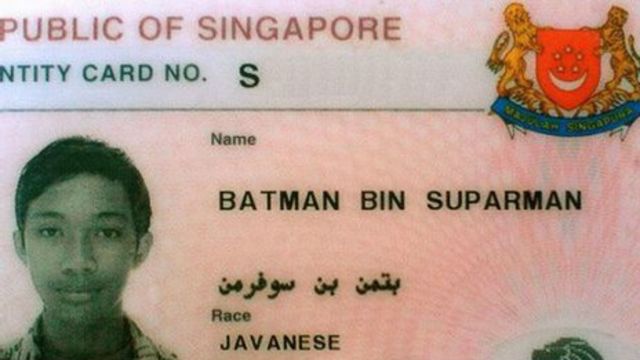 PUBLIC OF SINGAPORE
NTITY CARD NO. S
MAJULAH SINGAPURA
Name
BATMAN BIN SUPARMAN
بتمن بن سوفرمن
Race
JAVANESE